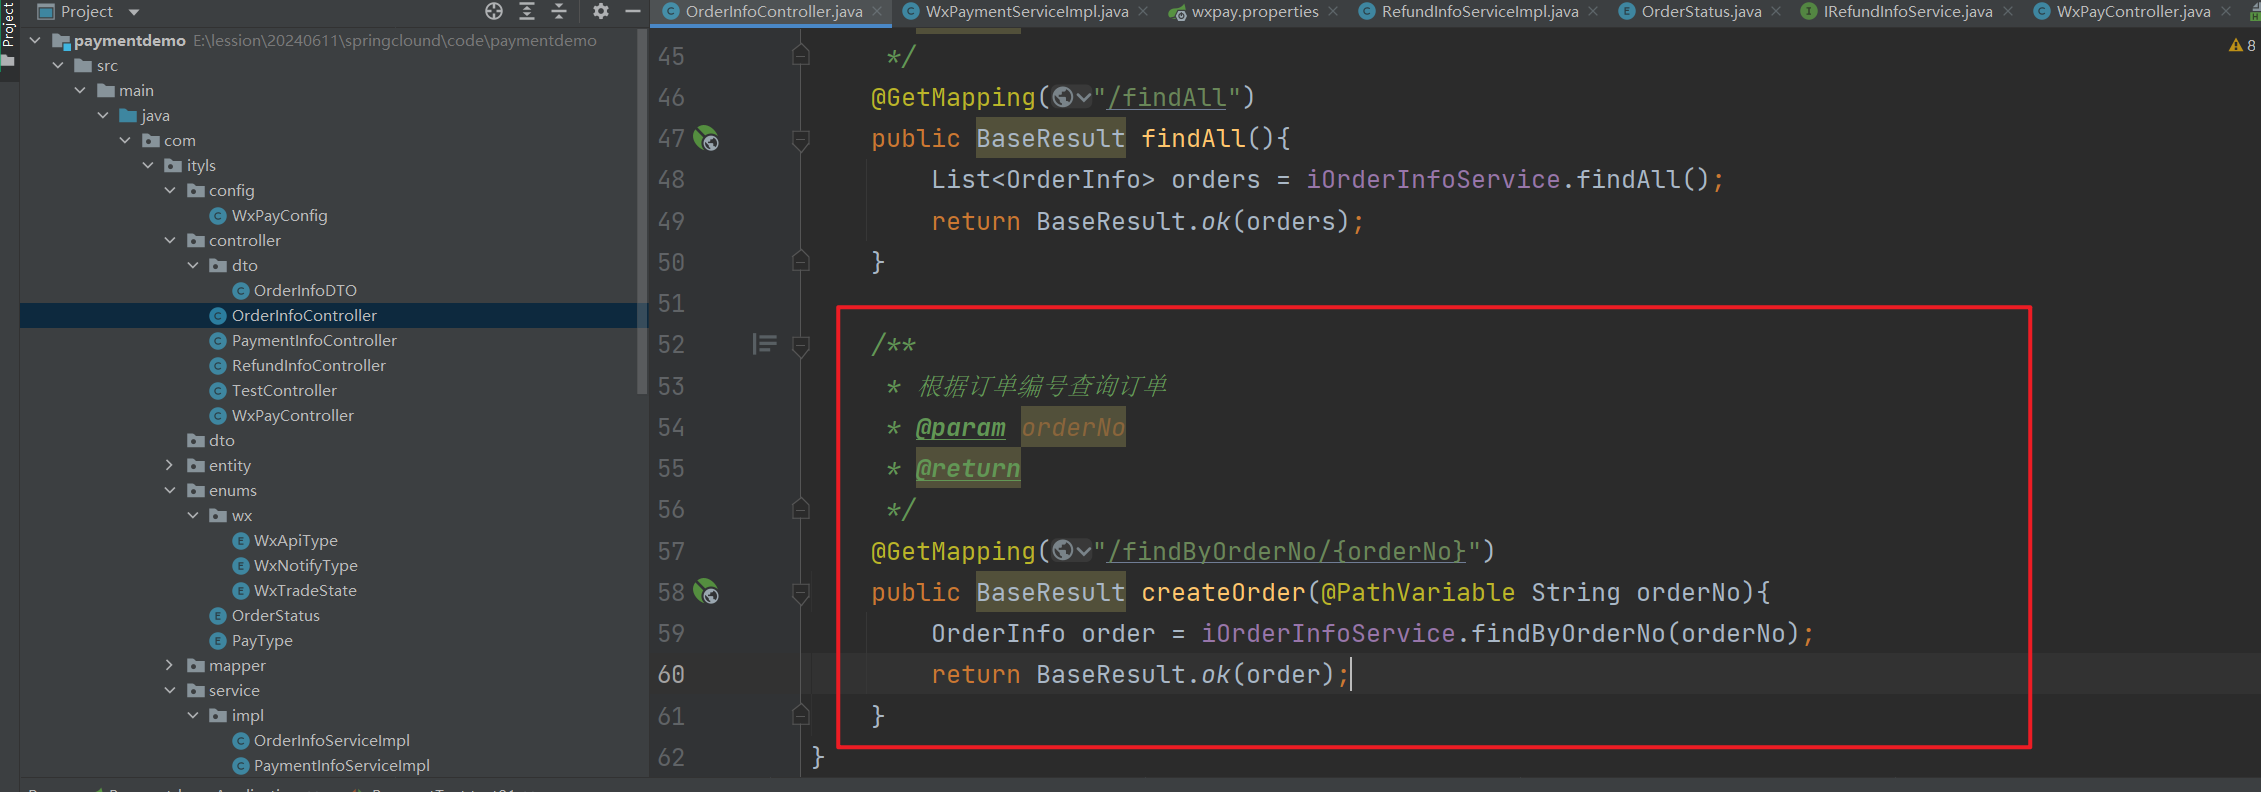 Project
Project
paymentdemo E:\lession\20240611\springclound\code\paymentdemo
src
main
java
com
ityls
config
WxPayConfig
controller
dto
OrderInfoDTO
OrderInfoController
PaymentInfoController
RefundInfoController
TestController
WxPayController
dto
entity
enums
wx
WxApiType
WxNotifyType
WxTradeState
OrderStatus
PayType
mapper
service
impl
OrderInfoServiceImpl
PaymentInfoServiceImpl
OrderInfoController.java WxPaymentServiceImpl.java wxpay.properties RefundInfoServiceImpl.java OrderStatus.java IRefundInfoService.java WxPayController.java
8
45 */
46 @GetMapping("/findAll")
47 public BaseResult findAll(){
48 List<OrderInfo> orders = iOrderInfoService.findAll();
49 return BaseResult.ok(orders);
50 }
51
52 /**
53 * 根据订单编号查询订单
54 * @param orderNo
55 * @return
56 */
57 @GetMapping("/findByOrderNo/{orderNo}")
58 public BaseResult createOrder(@PathVariable String orderNo){
59 OrderInfo order = iOrderInfoService.findByOrderNo(orderNo);
60 return BaseResult.ok(order);
61 }
62 }